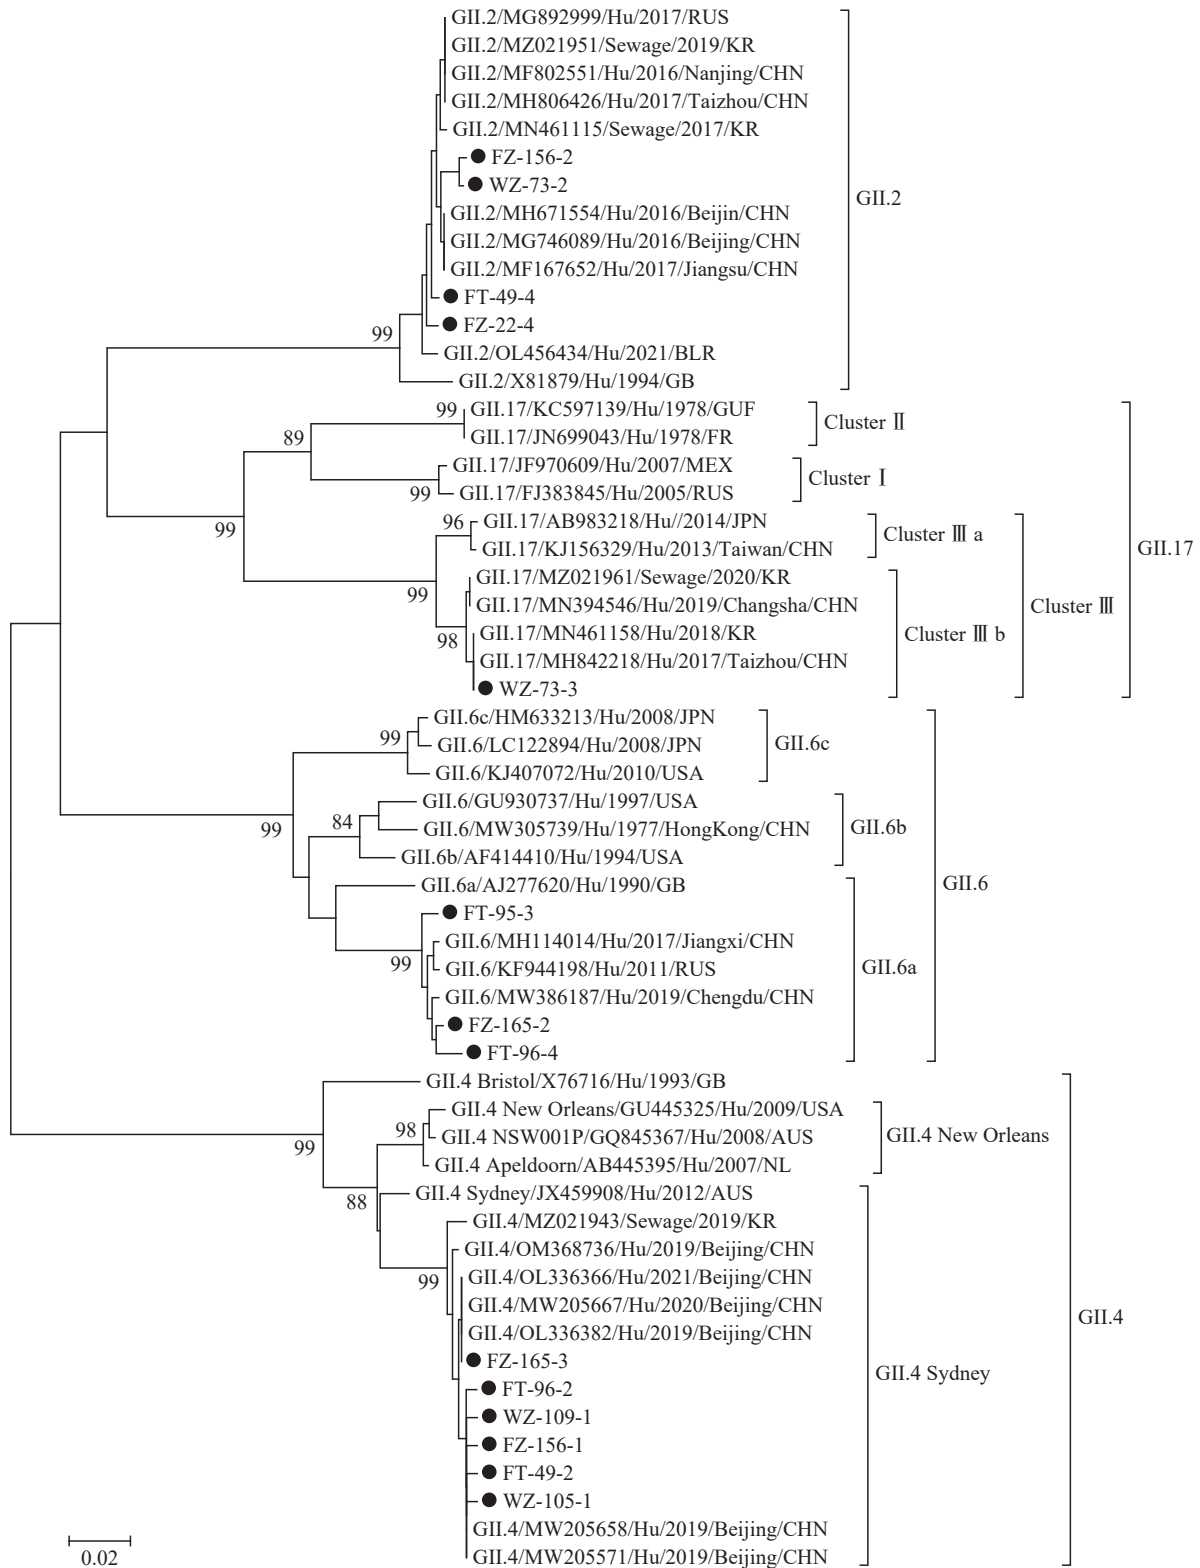 GII.2/MG892999/Hu/2017/RUS
GII.2/MZ021951/Sewage/2019/KR
GII.2/MF802551/Hu/2016/Nanjing/CHN
GII.2/MH806426/Hu/2017/Taizhou/CHN
GII.2/MN461115/Sewage/2017/KR
FZ-156-2
WZ-73-2
GII.2
GII.2/MH671554/Hu/2016/Beijin/CHN
GII.2/MG746089/Hu/2016/Beijing/CHN
GII.2/MF167652/Hu/2017/Jiangsu/CHN
FT-49-4
FZ-22-4
99
GII.2/OL456434/Hu/2021/BLR
GII.2/X81879/Hu/1994/GB
99
GII.17/KC597139/Hu/1978/GUF
Cluster Ⅱ
89
GII.17/JN699043/Hu/1978/FR
GII.17/JF970609/Hu/2007/MEX
Cluster Ⅰ
99
GII.17/FJ383845/Hu/2005/RUS
99
96
GII.17/AB983218/Hu//2014/JPN
Cluster Ⅲ a
GII.17/KJ156329/Hu/2013/Taiwan/CHN
GII.17
GII.17/MZ021961/Sewage/2020/KR
99
GII.17/MN394546/Hu/2019/Changsha/CHN
Cluster Ⅲ
GII.17/MN461158/Hu/2018/KR
Cluster Ⅲ b
98
GII.17/MH842218/Hu/2017/Taizhou/CHN
WZ-73-3
GII.6c/HM633213/Hu/2008/JPN
99
GII.6/LC122894/Hu/2008/JPN
GII.6c
GII.6/KJ407072/Hu/2010/USA
GII.6/GU930737/Hu/1997/USA
84
99
GII.6/MW305739/Hu/1977/HongKong/CHN
GII.6b
GII.6b/AF414410/Hu/1994/USA
GII.6a/AJ277620/Hu/1990/GB
GII.6
FT-95-3
GII.6/MH114014/Hu/2017/Jiangxi/CHN
99
GII.6/KF944198/Hu/2011/RUS
GII.6a
GII.6/MW386187/Hu/2019/Chengdu/CHN
FZ-165-2
FT-96-4
GII.4 Bristol/X76716/Hu/1993/GB
GII.4 New Orleans/GU445325/Hu/2009/USA
98
99
GII.4 NSW001P/GQ845367/Hu/2008/AUS
GII.4 New Orleans
GII.4 Apeldoorn/AB445395/Hu/2007/NL
88
GII.4 Sydney/JX459908/Hu/2012/AUS
GII.4/MZ021943/Sewage/2019/KR
GII.4/OM368736/Hu/2019/Beijing/CHN
99
GII.4/OL336366/Hu/2021/Beijing/CHN
GII.4/MW205667/Hu/2020/Beijing/CHN
GII.4
GII.4/OL336382/Hu/2019/Beijing/CHN
FZ-165-3
GII.4 Sydney
FT-96-2
WZ-109-1
FZ-156-1
FT-49-2
WZ-105-1
GII.4/MW205658/Hu/2019/Beijing/CHN
GII.4/MW205571/Hu/2019/Beijing/CHN
0.02